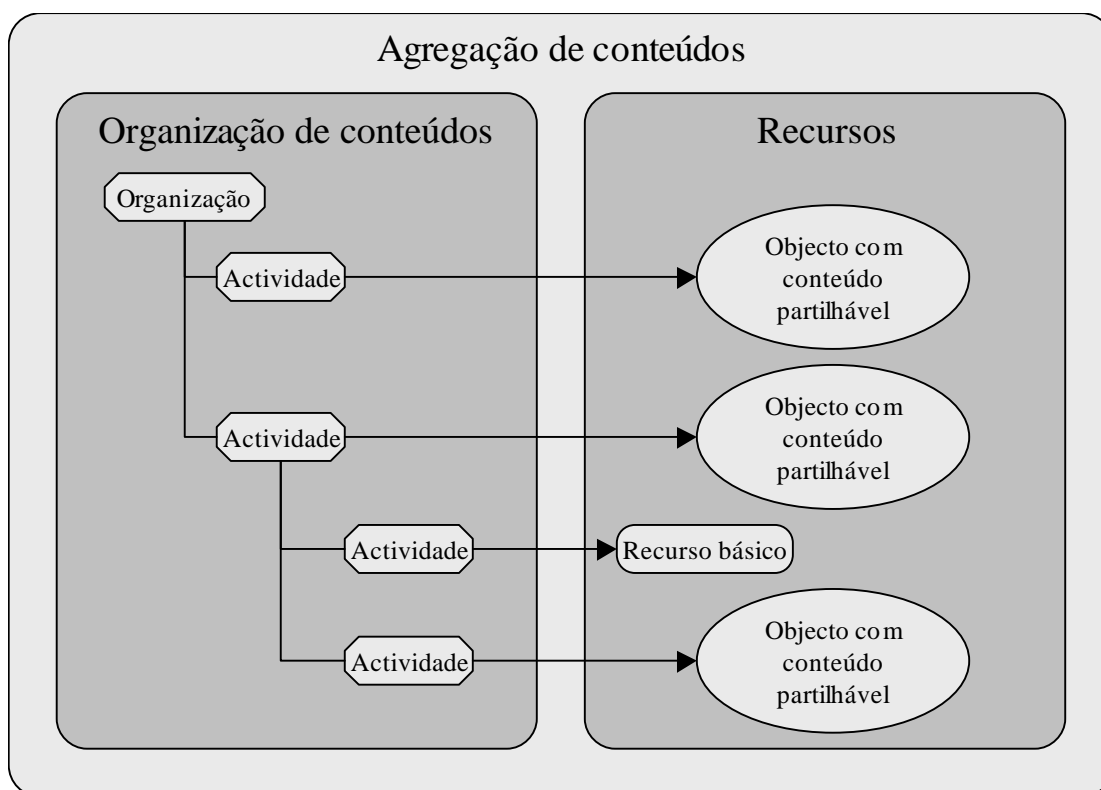 Agregação de conteúdos
Organização de conteúdos
Recursos
Organização
Actividade
Objecto com
conteúdo
partilhável
Actividade
Objecto com
conteúdo
partilhável
Actividade
Recurso básico
Actividade
Objecto com
conteúdo
partilhável